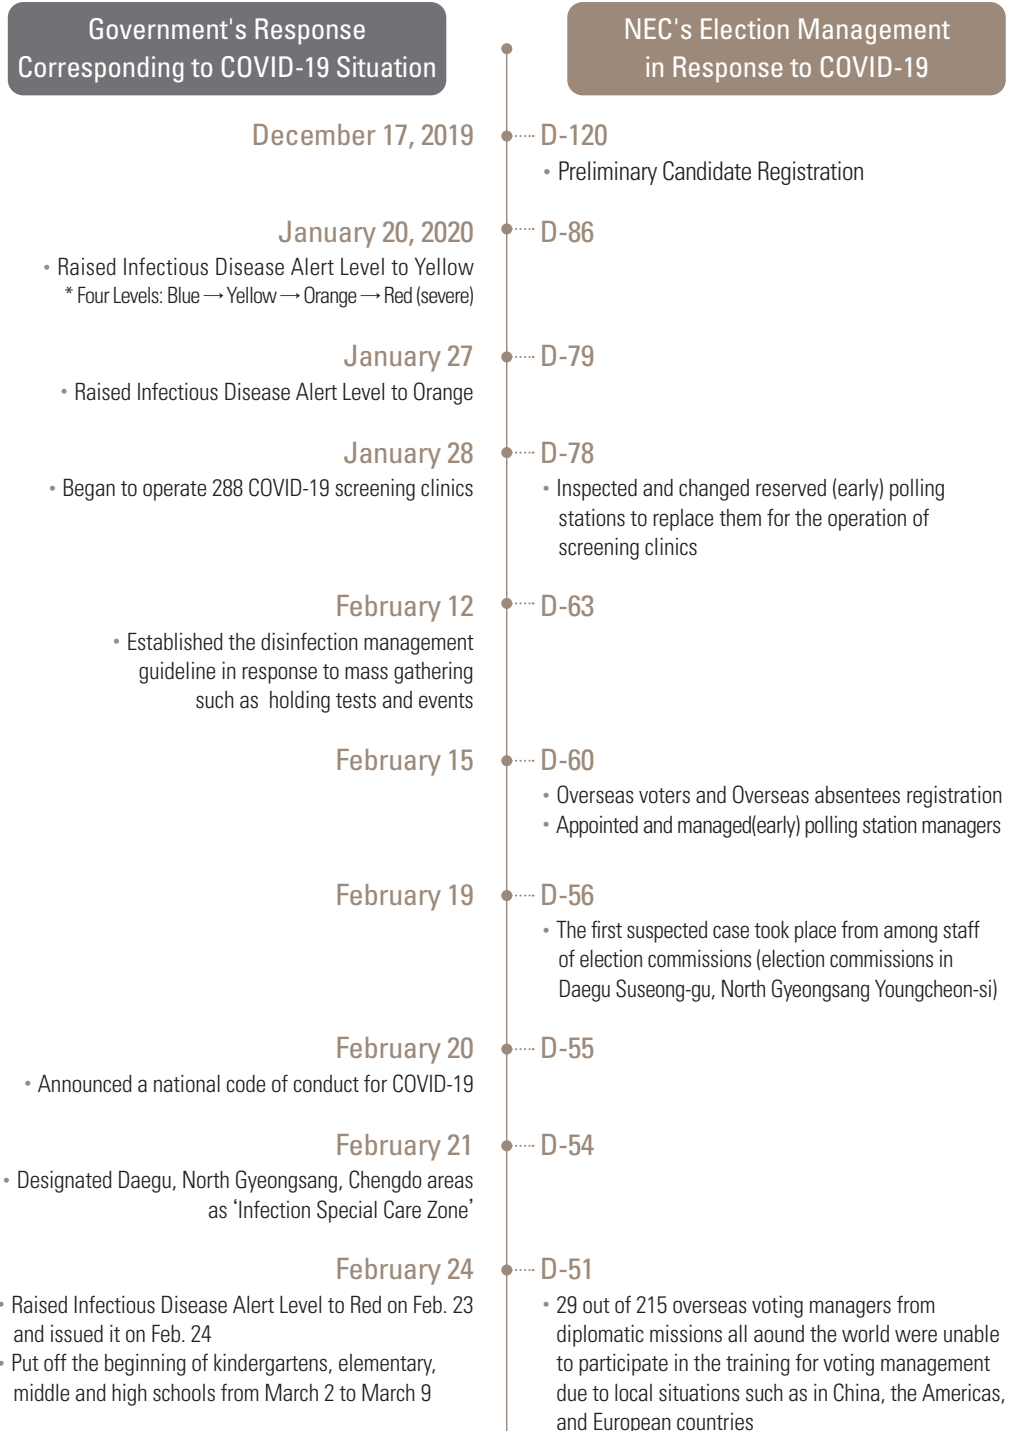 Government's Response
Corresponding to COVID-19 Situation
NEC's Election Management
in Response to COVID-19
December 17, 2019
D-120
• Preliminary Candidate Registration
January 20, 2020
D-86
• Raised Infectious Disease Alert Level to Yellow
* Four Levels: Blue → Yellow → Orange → Red (severe)
January 27
D-79
• Raised Infectious Disease Alert Level to Orange
January 28
D-78
• Began to operate 288 COVID-19 screening clinics
• Inspected and changed reserved (early) polling
stations to replace them for the operation of
screening clinics
February 12
D-63
• Established the disinfection management
guideline in response to mass gathering
such as holding tests and events
February 15
D-60
• Overseas voters and Overseas absentees registration
• Appointed and managed(early) polling station managers
February 19
D-56
• The first suspected case took place from among staff
of election commissions (election commissions in
Daegu Suseong-gu, North Gyeongsang Youngcheon-si)
February 20
D-55
• Announced a national code of conduct for COVID-19
February 21
D-54
• Designated Daegu, North Gyeongsang, Chengdo areas
as ‘Infection Special Care Zone’
February 24
D-51
• Raised Infectious Disease Alert Level to Red on Feb. 23
and issued it on Feb. 24
• Put off the beginning of kindergartens, elementary,
middle and high schools from March 2 to March 9
• 29 out of 215 overseas voting managers from
diplomatic missions all aound the world were unable
to participate in the training for voting management
due to local situations such as in China, the Americas,
and European countries